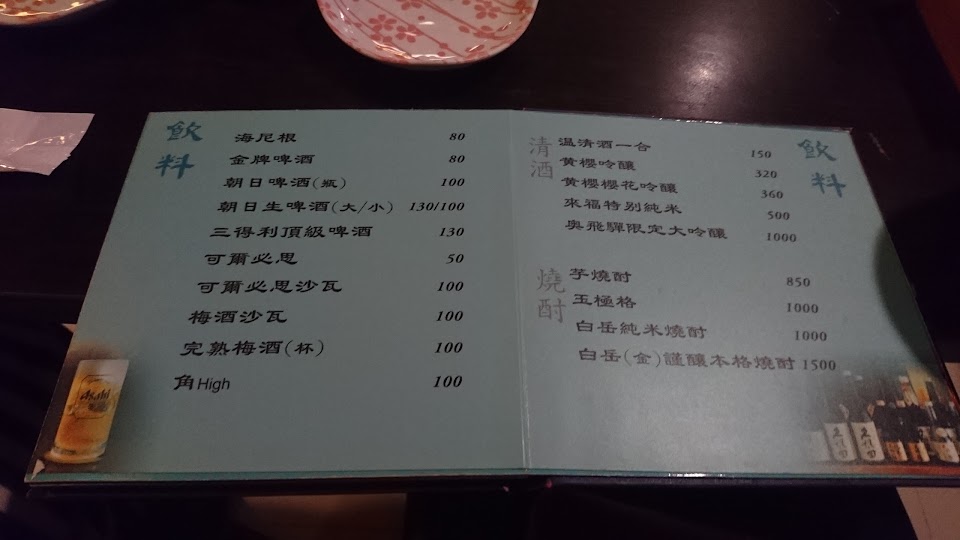 飲料
海尼根 80
金牌啤酒 80
朝日啤酒(瓶) 100
朝日生啤酒(大/小) 130/100
三得利頂級啤酒 130
可爾必思 50
可爾必思沙瓦 100
梅酒沙瓦 100
完熟梅酒(杯) 100
角High 100
Asahi
飲料
清酒
温清酒一合 150
黄櫻吟釀 320
黄櫻櫻花吟釀 360
來福特别純米 500
奥飛驒限定大吟釀 1000
燒酎
芋燒酎 850
玉極格 1000
白岳純米燒酎 1000
白岳(金)謹釀本格燒酎 1500